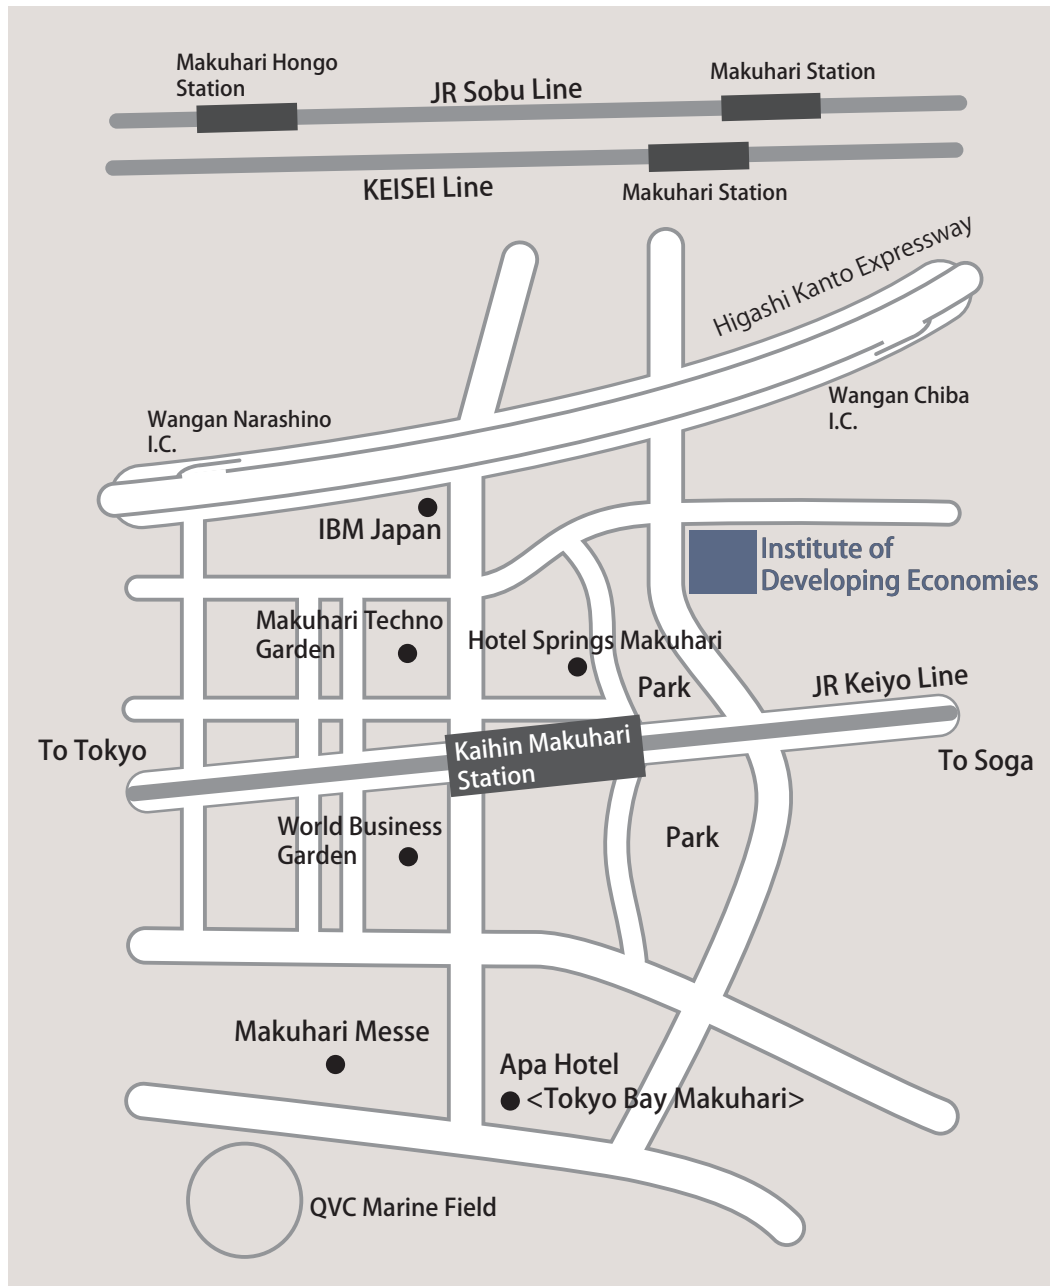 Makuhari Hongo
Station
JR Sobu Line
Makuhari Station
KEISEI Line
Makuhari Station
Higashi Kanto Expressway
Wangan Narashino
I.C.
Wangan Chiba
I.C.
IBM Japan
Institute of
Developing Economies
Makuhari Techno
Garden
Hotel Springs Makuhari
Park
JR Keiyo Line
To Tokyo
Kaihin Makuhari
Station
To Soga
World Business
Garden
Park
Makuhari Messe
Apa Hotel
<Tokyo Bay Makuhari>
QVC Marine Field